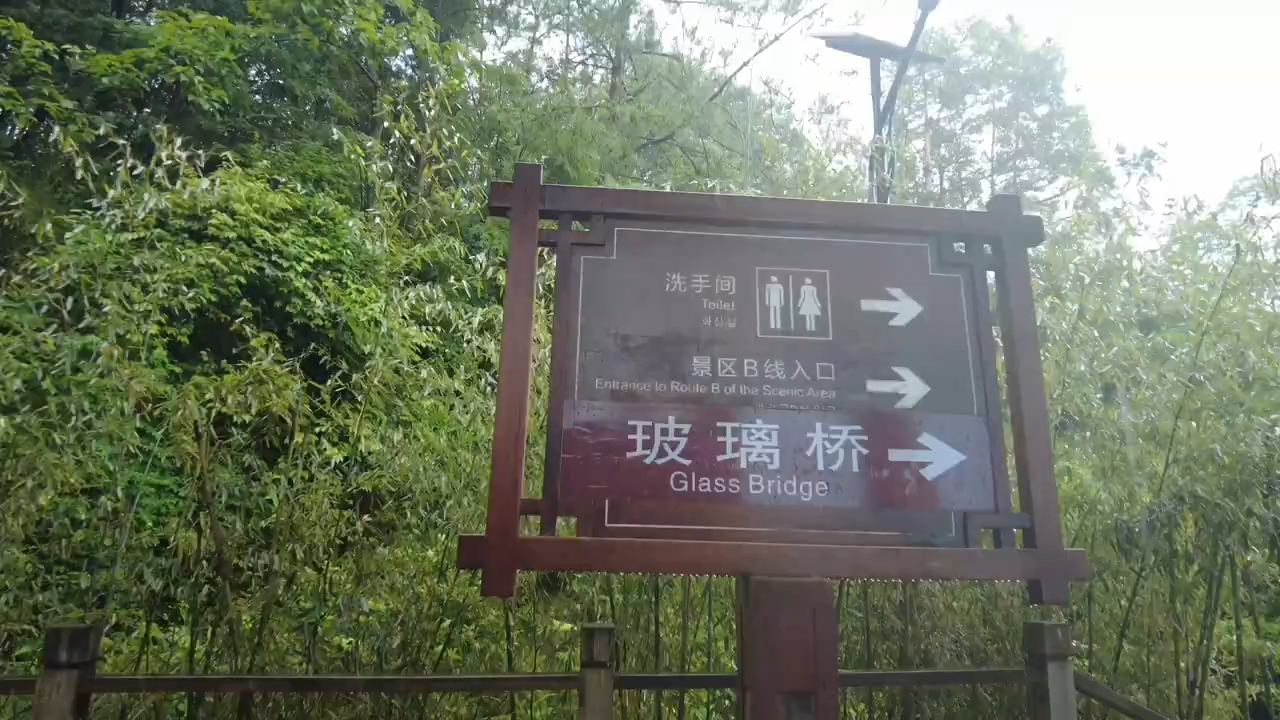 洗手间
Toilet
화장실
景区B线入口
Entrance to Route B of the Scenic Area
玻璃桥
Glass Bridge